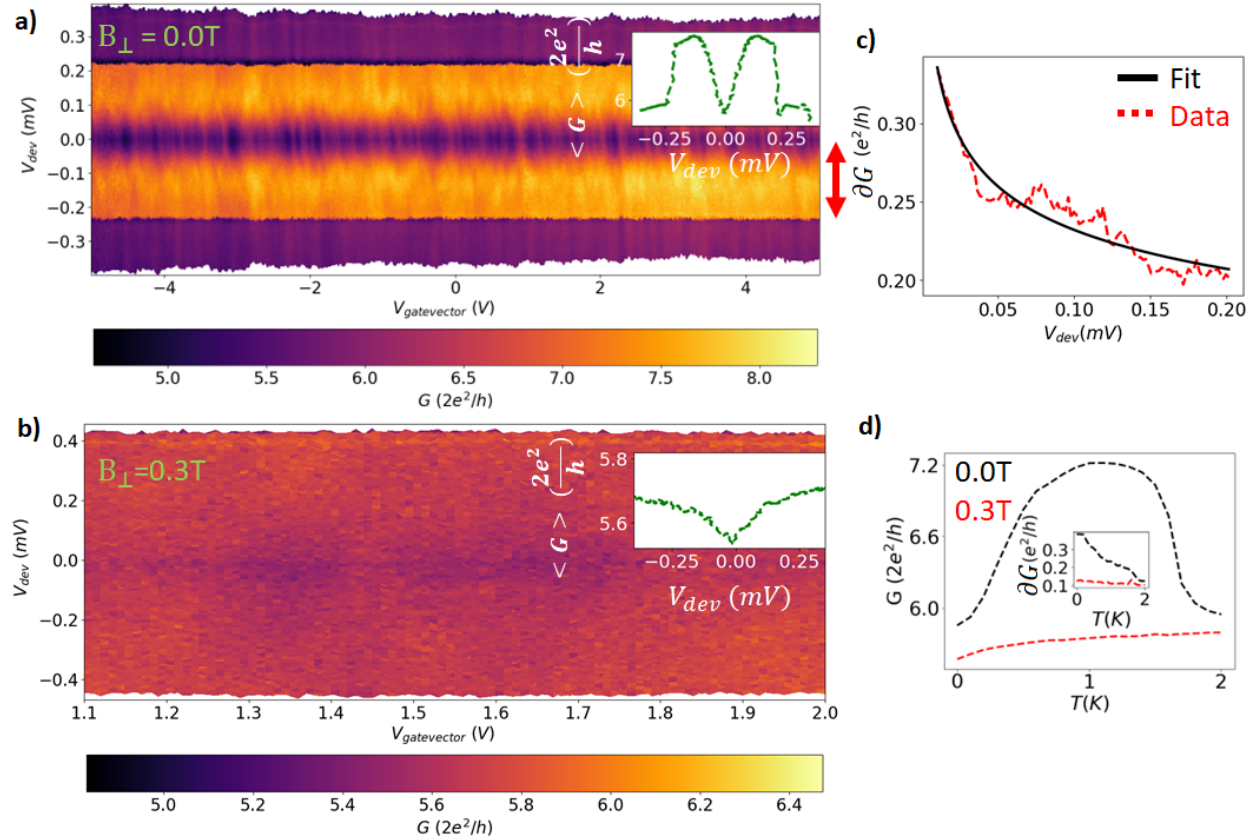 a)
B⊥ = 0.0T
V_dev (mV)
0.3
0.2
0.1
0.0
−0.1
−0.2
−0.3
−4
−2
0
2
4
V_gatevector (V)
< G > (2e²/h)
7
6
−0.25
0.00
0.25
V_dev (mV)
5.0
5.5
6.0
6.5
7.0
7.5
8.0
G (2e²/h)
b)
B⊥=0.3T
V_dev (mV)
0.4
0.2
0.0
−0.2
−0.4
1.1
1.2
1.3
1.4
1.5
1.6
1.7
1.8
1.9
2.0
V_gatevector (V)
< G > (2e²/h)
5.8
5.6
−0.25
0.00
0.25
V_dev (mV)
5.0
5.2
5.4
5.6
5.8
6.0
6.2
6.4
G (2e²/h)
c)
Fit
Data
∂G (e²/h)
0.30
0.25
0.20
0.05
0.10
0.15
0.20
V_dev(mV)
d)
0.0T
0.3T
G (2e²/h)
7.2
6.6
6.0
0
1
2
T(K)
∂G(e²/h)
0.3
0.2
0.1
0
2
T(K)